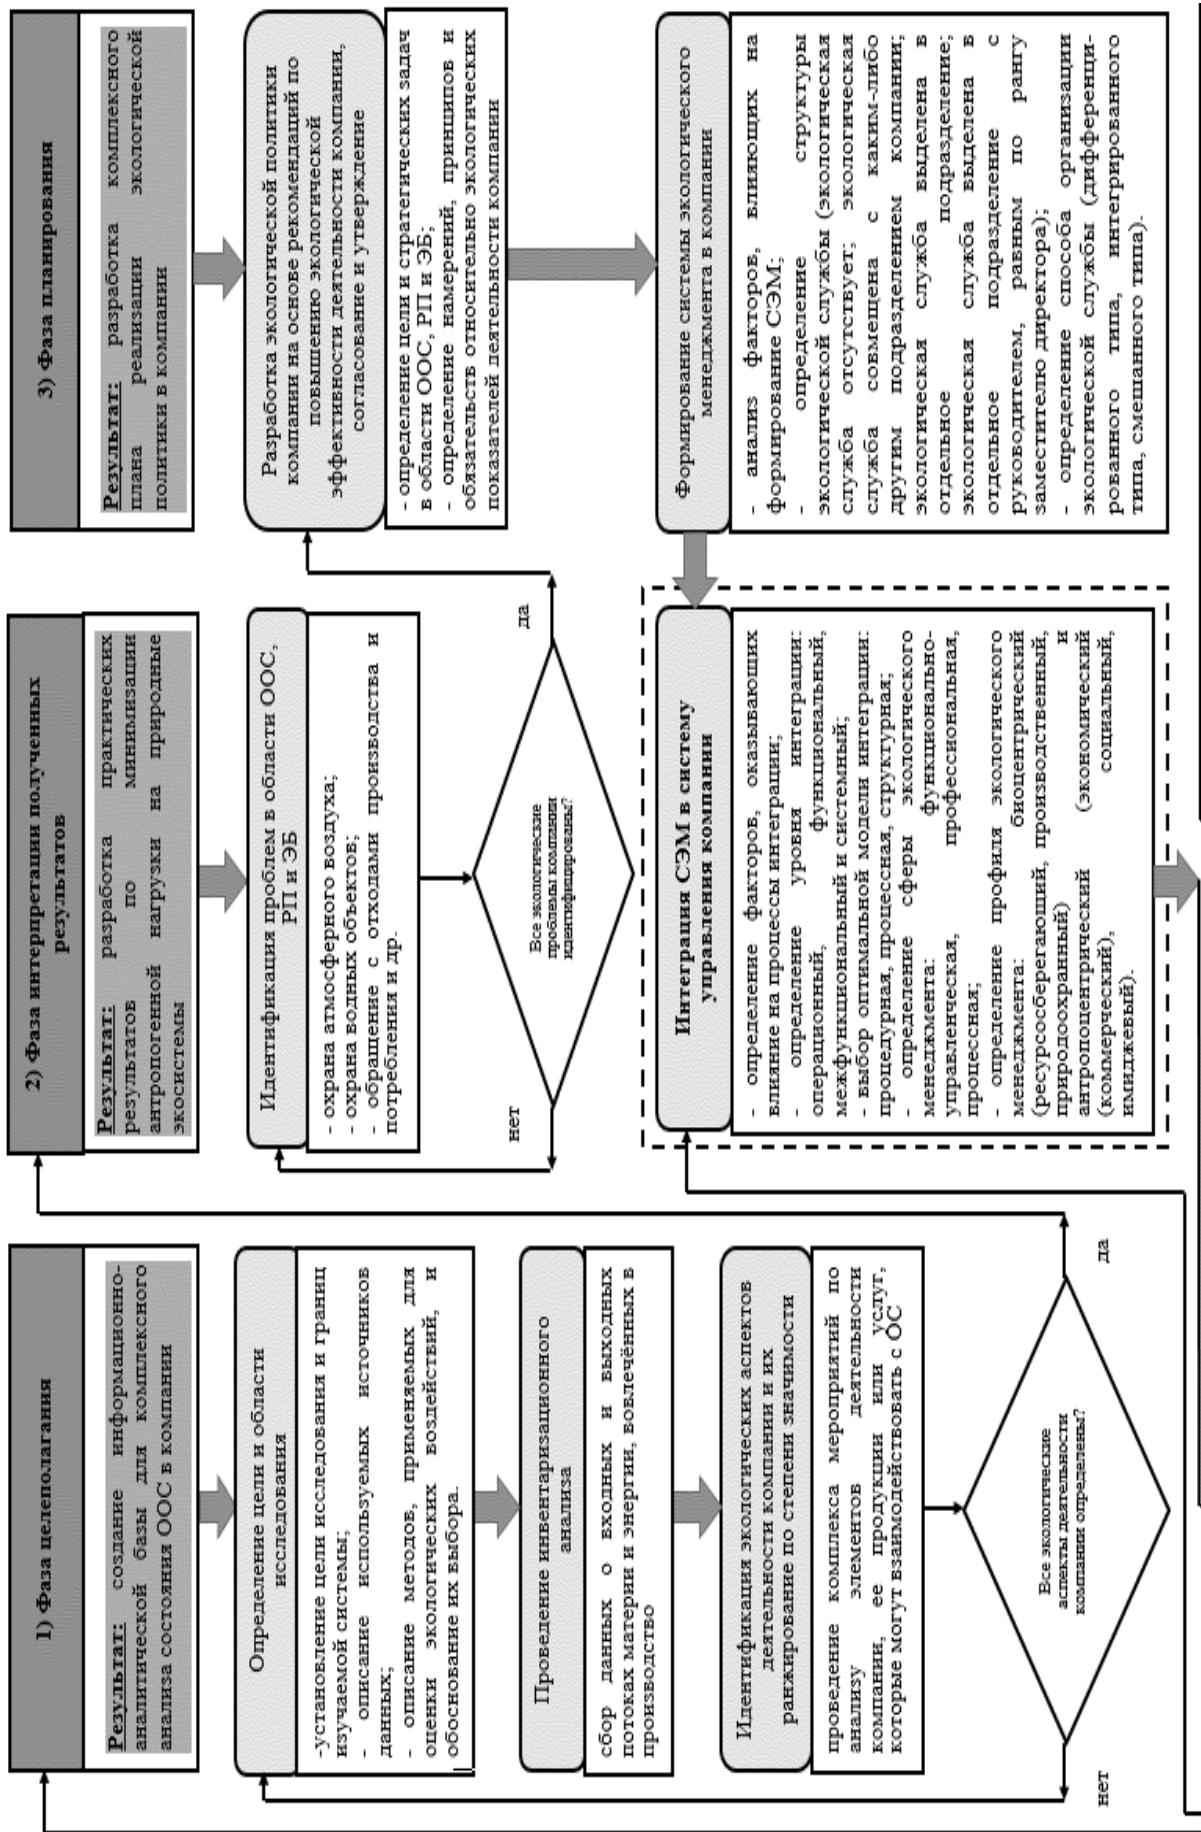 1) Фаза целеполагания
Результат: создание информационно-
аналитической базы для комплексного
анализа состояния ООС в компании
Определение цели и области
исследования
-установление цели исследования и границ
изучаемой системы;
- описание используемых источников
данных;
- описание методов, применяемых для
оценки экологических воздействий, и
обоснование их выбора.
Проведение инвентаризационного
анализа
сбор данных о входных и выходных
потоках материи и энергии, вовлечённых в
производство
Идентификация экологических аспектов
деятельности компании и их
ранжирование по степени значимости
проведение комплекса мероприятий по
анализу элементов деятельности
компании, ее продукции или услуг,
которые могут взаимодействовать с ОС
Все экологические
аспекты деятельности
компании определены?
нет
да
2) Фаза интерпретации полученных
результатов
Результат: разработка практических
результатов по минимизации
антропогенной нагрузки на природные
экосистемы
Идентификация проблем в области ООС,
РП и ЭБ
- охрана атмосферного воздуха;
- охрана водных объектов;
- обращение с отходами производства и
потребления и др.
Все экологические
проблемы компании
идентифицированы?
нет
да
3) Фаза планирования
Результат: разработка комплексного
плана реализации экологической
политики в компании
Разработка экологической политики
компании на основе рекомендаций по
повышению экологической
эффективности деятельности компании,
согласование и утверждение
- определение цели и стратегических задач
в области ООС, РП и ЭБ;
- определение намерений, принципов и
обязательств относительно экологических
показателей деятельности компании
Формирование системы экологического
менеджмента в компании
- анализ факторов, влияющих на
формирование СЭМ;
- определение структуры
экологической службы (экологическая
служба отсутствует; экологическая
служба совмещена с каким-либо
другим подразделением компании;
экологическая служба выделена в
отдельное подразделение;
экологическая служба выделена в
отдельное подразделение с
руководителем, равным по рангу
заместителю директора);
- определение способа организации
экологической службы (дифференци-
рованного типа, интегрированного
типа, смешанного типа).
Интеграция СЭМ в систему
управления компании
- определение факторов, оказывающих
влияние на процессы интеграции;
- определение уровня интеграции:
операционный, функциональный,
межфункциональный и системный;
- выбор оптимальной модели интеграции:
процедурная, процессная, структурная;
- определение сферы экологического
менеджмента: функционально-
управленческая, профессиональная,
процессная;
- определение профиля экологического
менеджмента: биоцентрический
(ресурсосберегающий, производственный,
природоохранный) и
антропоцентрический (экономический
(коммерческий), социальный,
имиджевый).